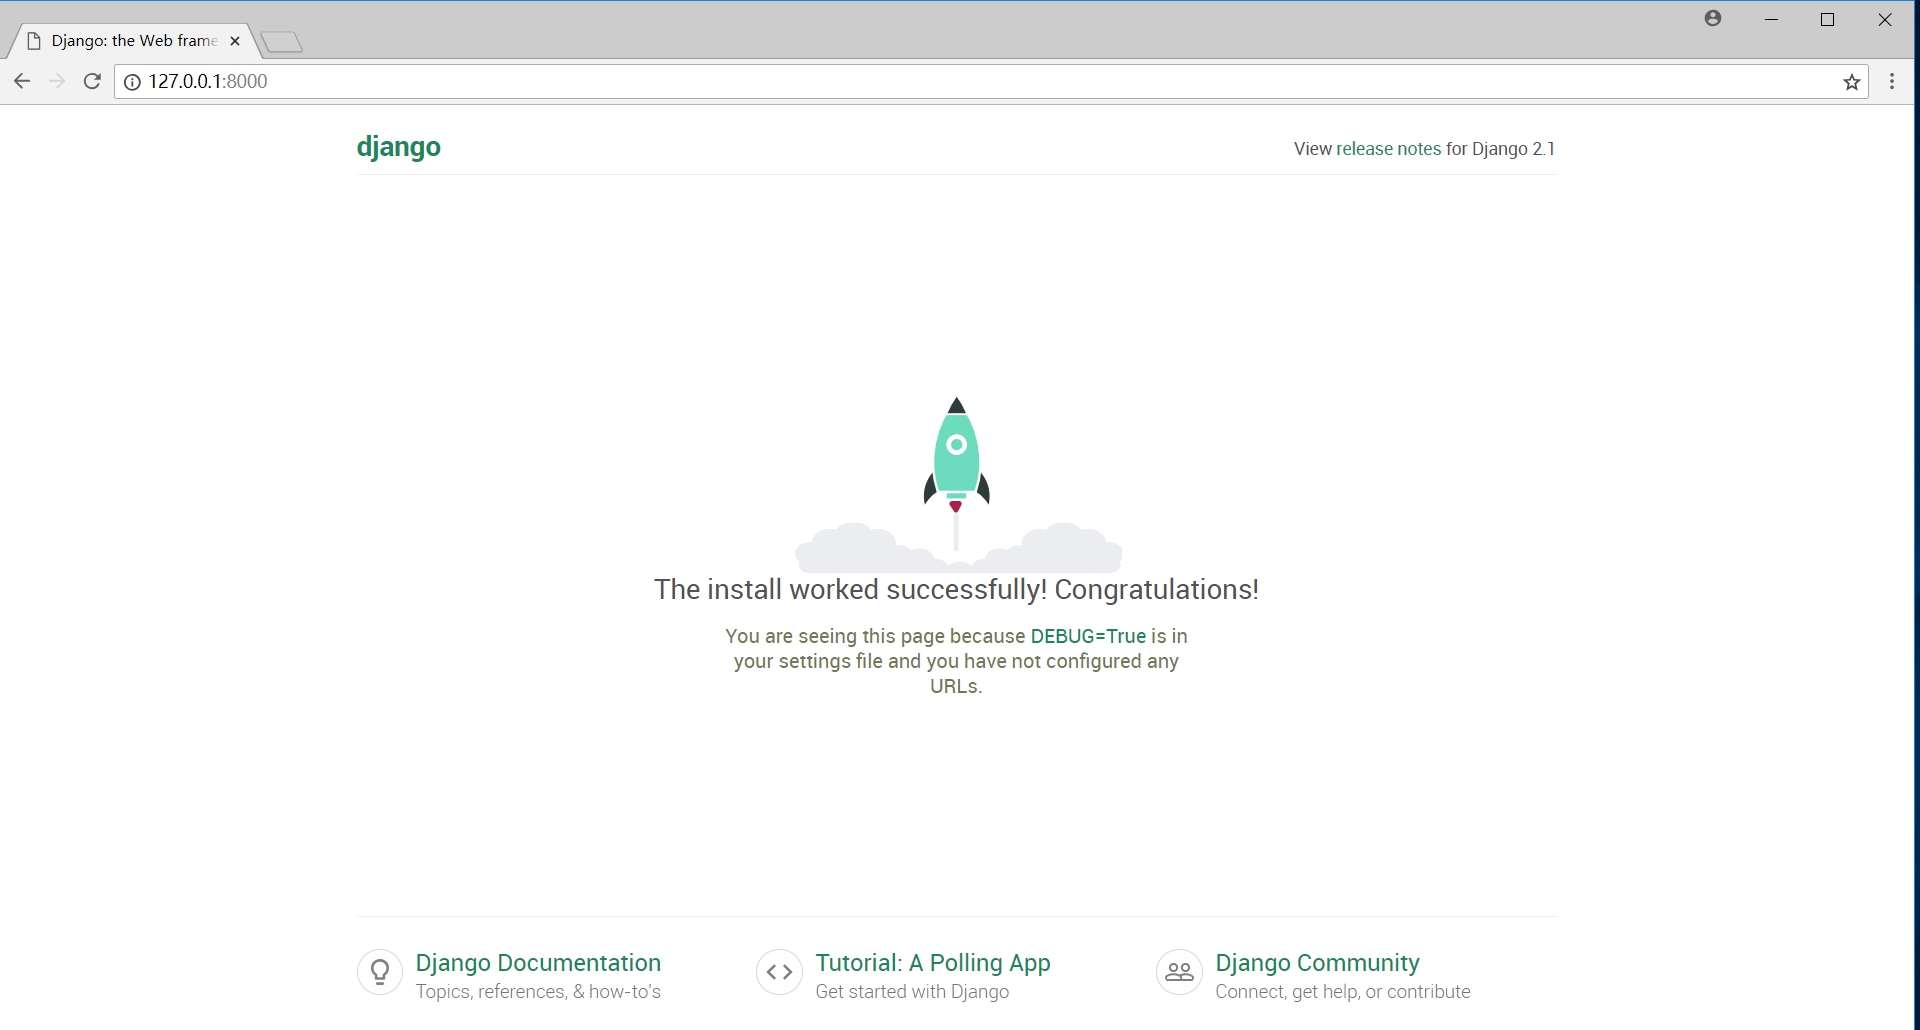 Django: the Web frame
127.0.0.1:8000
django
View release notes for Django 2.1
The install worked successfully! Congratulations!
You are seeing this page because DEBUG=True is in
your settings file and you have not configured any
URLs.
Django Documentation
Topics, references, & how-to's
Tutorial: A Polling App
Get started with Django
Django Community
Connect, get help, or contribute